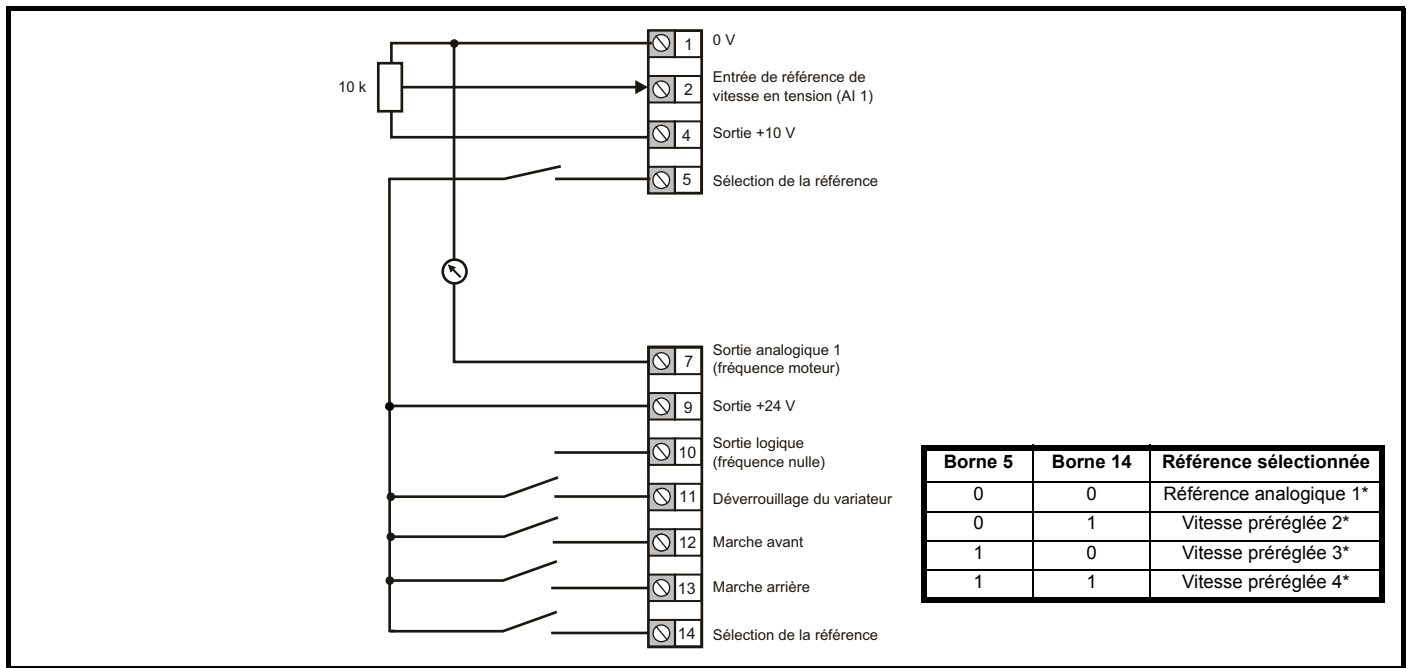 1 0 V
10 k
2 Entrée de référence de
vitesse en tension (AI 1)
4 Sortie +10 V
5 Sélection de la référence
7 Sortie analogique 1
(fréquence moteur)
9 Sortie +24 V
10 Sortie logique
(fréquence nulle)
11 Déverrouillage du variateur
12 Marche avant
13 Marche arrière
14 Sélection de la référence
Borne 5 Borne 14 Référence sélectionnée
0 0 Référence analogique 1*
0 1 Vitesse préréglée 2*
1 0 Vitesse préréglée 3*
1 1 Vitesse préréglée 4*